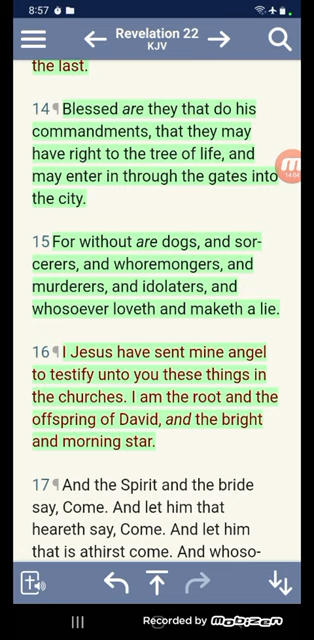 8:57
Revelation 22
KJV
the last.
14 ¶ Blessed are they that do his
commandments, that they may
have right to the tree of life, and
may enter in through the gates into
the city.
15 For without are dogs, and sor-
cerers, and whoremongers, and
murderers, and idolaters, and
whosoever loveth and maketh a lie.
16 ¶ I Jesus have sent mine angel
to testify unto you these things in
the churches. I am the root and the
offspring of David, and the bright
and morning star.
17 ¶ And the Spirit and the bride
say, Come. And let him that
heareth say, Come. And let him
that is athirst come. And whoso-
Recorded by Mobizen